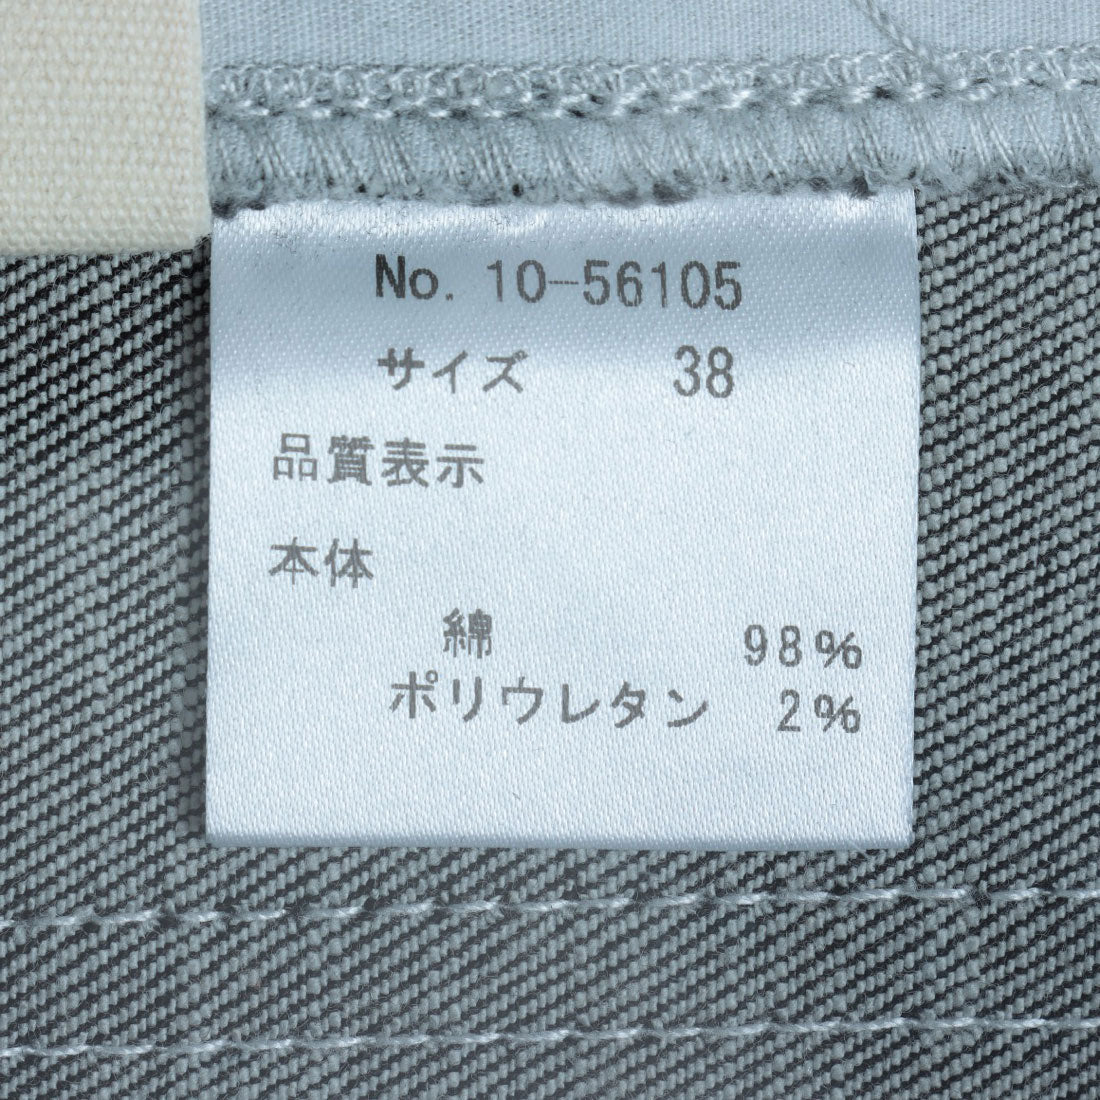 No. 10-56105
サイズ 38
品質表示
本体
綿 98%
ポリウレタン 2%